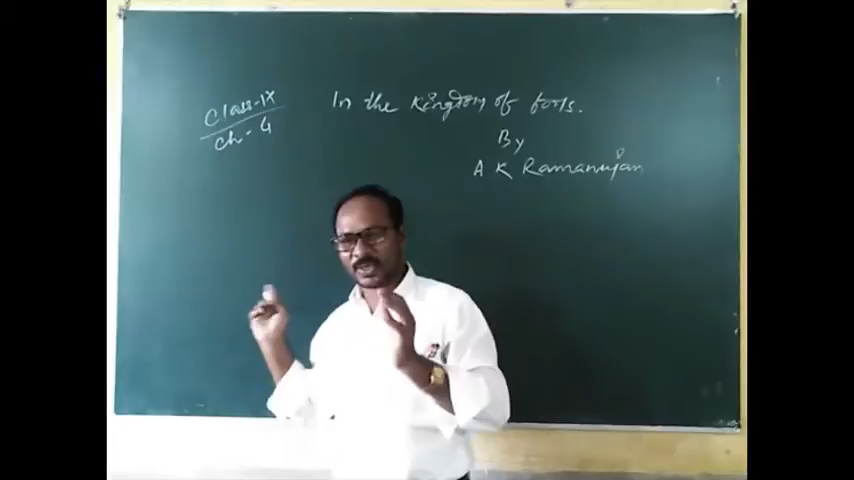 Class-IX
Ch-4
In the Kingdom of fools.
By
A K Ramanujan